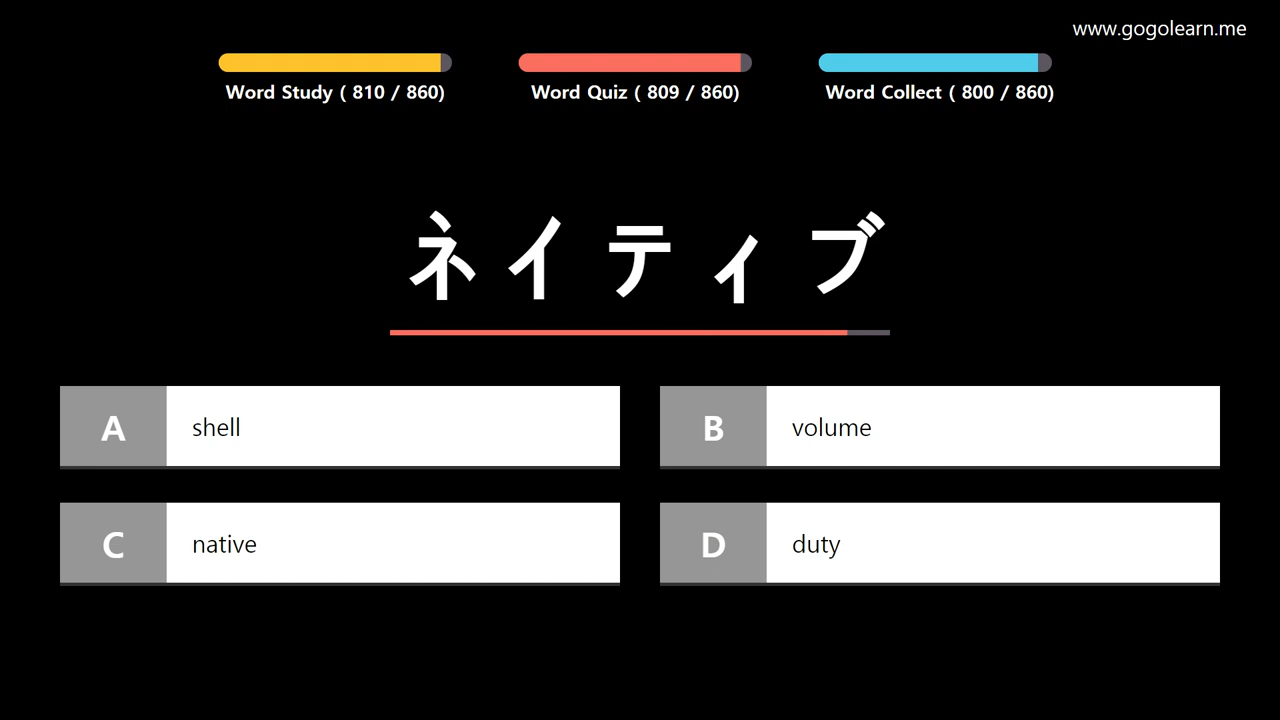 www.gogolearn.me
Word Study ( 810 / 860)
Word Quiz ( 809 / 860)
Word Collect ( 800 / 860)
ネイティブ
A shell
B volume
C native
D duty